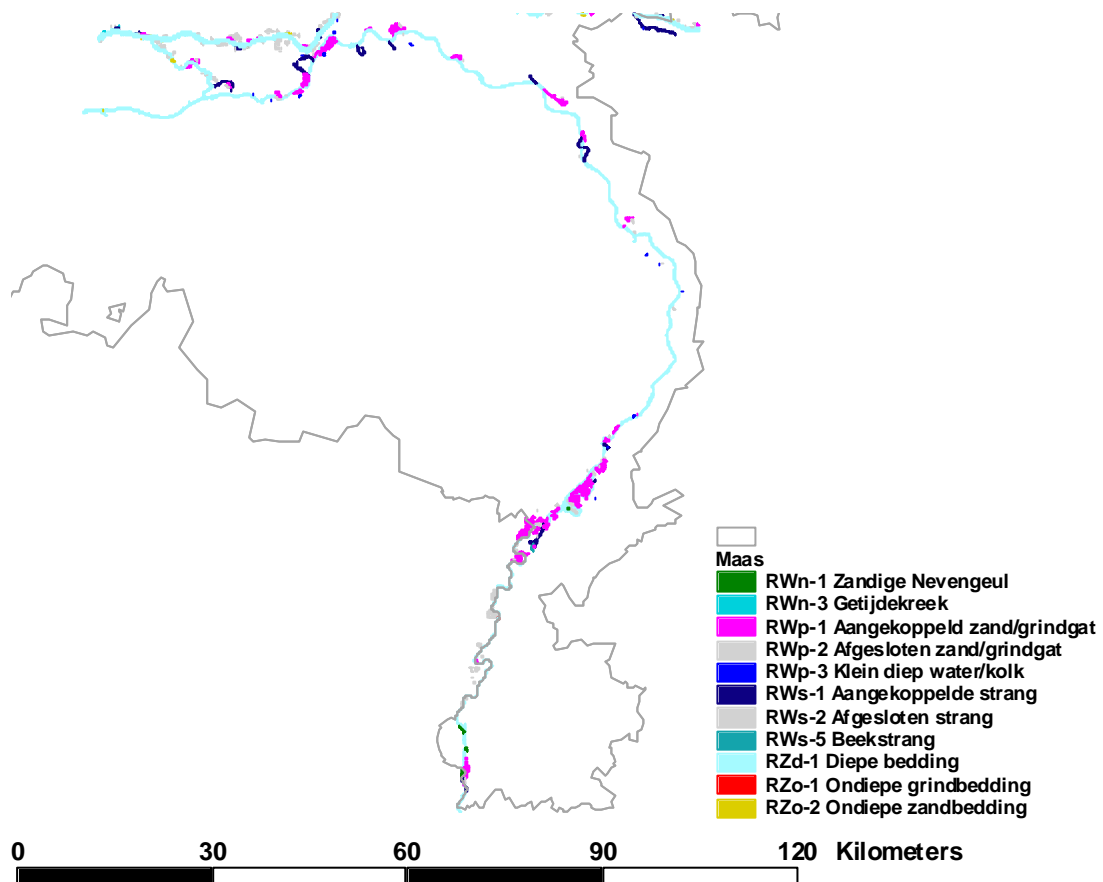 Maas
RWn-1 Zandige Nevengeul
RWn-3 Getijdekreek
RWp-1 Aangekoppeld zand/grindgat
RWp-2 Afgesloten zand/grindgat
RWp-3 Klein diep water/kolk
RWs-1 Aangekoppelde strang
RWs-2 Afgesloten strang
RWs-5 Beekstrang
RZd-1 Diepe bedding
RZo-1 Ondiepe grindbedding
RZo-2 Ondiepe zandbedding
0 30 60 90 120 Kilometers